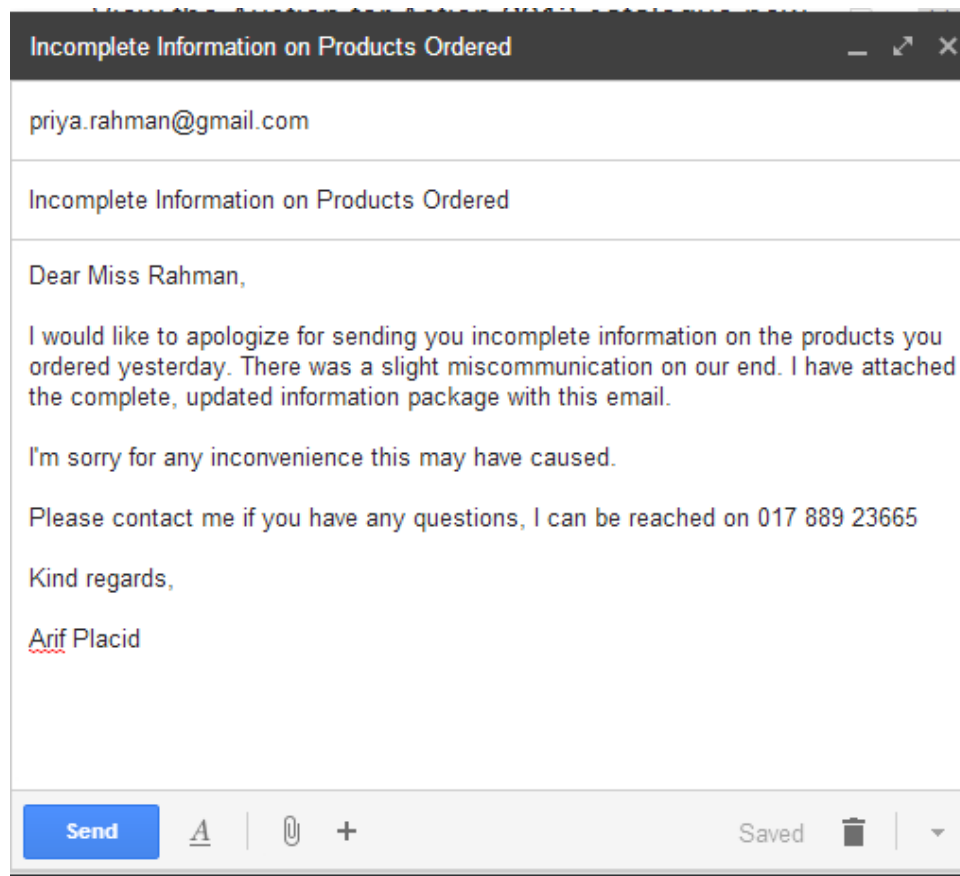 Incomplete Information on Products Ordered
priya.rahman@gmail.com
Incomplete Information on Products Ordered
Dear Miss Rahman,
I would like to apologize for sending you incomplete information on the products you
ordered yesterday. There was a slight miscommunication on our end. I have attached
the complete, updated information package with this email.
I'm sorry for any inconvenience this may have caused.
Please contact me if you have any questions, I can be reached on 017 889 23665
Kind regards,
Arif Placid
Send A Saved